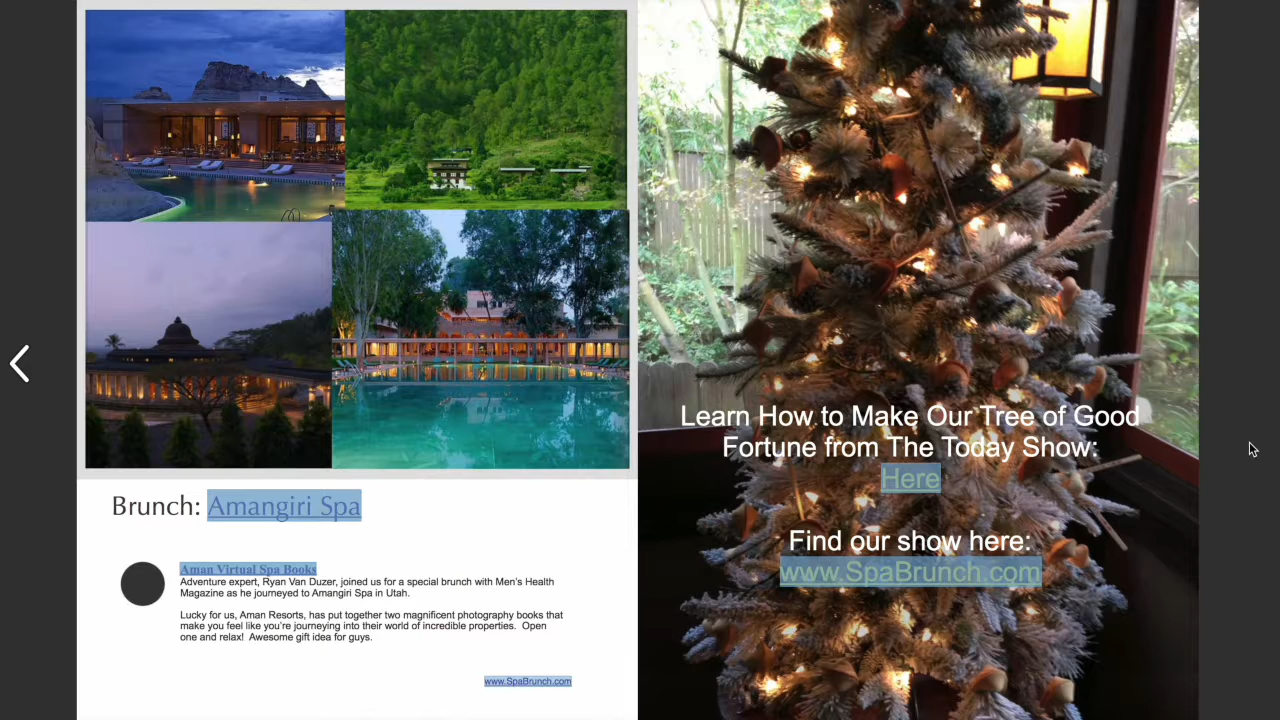 Brunch: Amangiri Spa
Aman Virtual Spa Books
Adventure expert, Ryan Van Duzer, joined us for a special brunch with Men's Health
Magazine as he journeyed to Amangiri Spa in Utah.
Lucky for us, Aman Resorts, has put together two magnificent photography books that
make you feel like you're journeying into their world of incredible properties.  Open
one and relax!  Awesome gift idea for guys.
www.SpaBrunch.com
Learn How to Make Our Tree of Good
Fortune from The Today Show:
Here
Find our show here:
www.SpaBrunch.com